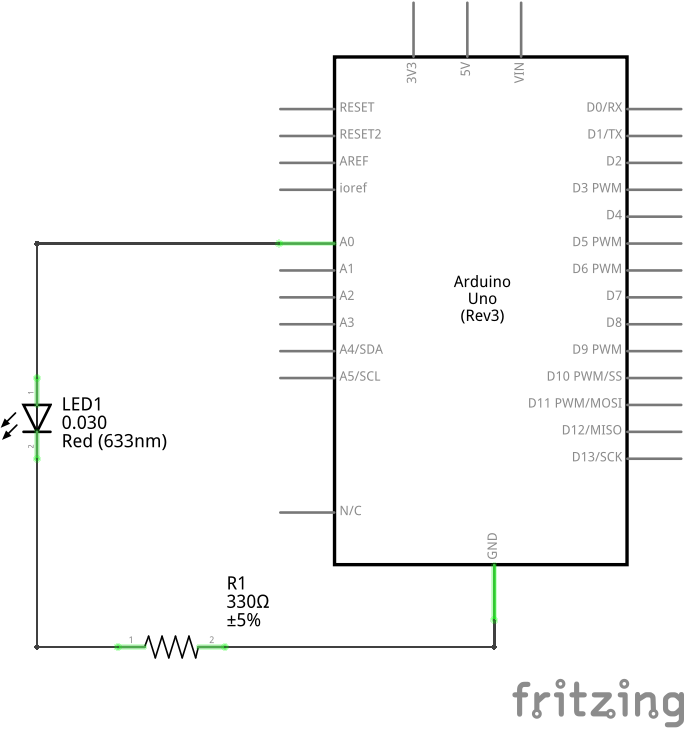 3V3
5V
VIN
RESET
RESET2
AREF
ioref
A0
A1
A2
A3
A4/SDA
A5/SCL
N/C
D0/RX
D1/TX
D2
D3 PWM
D4
D5 PWM
D6 PWM
D7
D8
D9 PWM
D10 PWM/SS
D11 PWM/MOSI
D12/MISO
D13/SCK
Arduino
Uno
(Rev3)
GND
1
LED1
0.030
Red (633nm)
2
R1
330Ω
±5%
1
2
fritzing